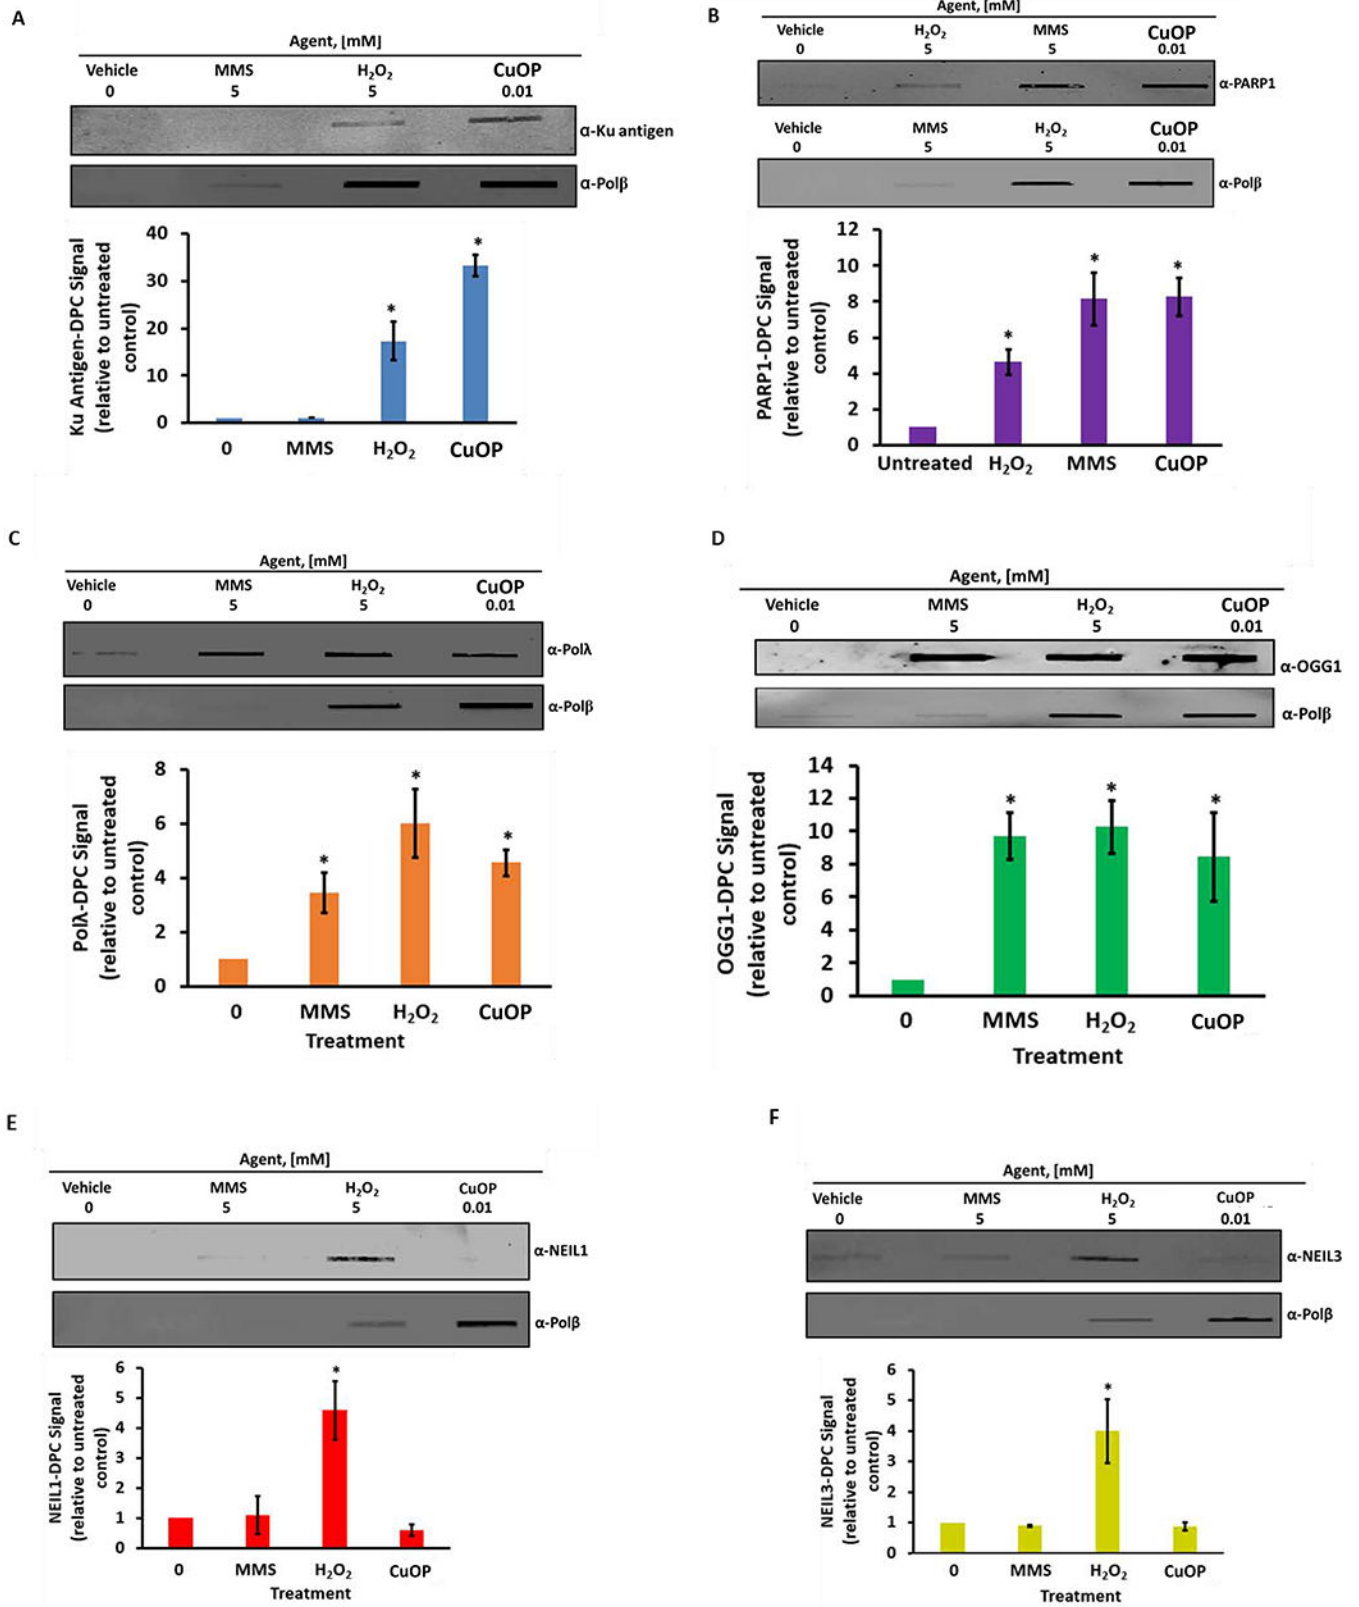 A
Agent, [mM]
Vehicle MMS H₂O₂ CuOP
0 5 5 0.01
α-Ku antigen
α-Polβ
Ku Antigen-DPC Signal
(relative to untreated
control)
40
30
20
10
0
*
*
0 MMS H₂O₂ CuOP
B
Agent, [mM]
Vehicle H₂O₂ MMS CuOP
0 5 5 0.01
α-PARP1
Vehicle MMS H₂O₂ CuOP
0 5 5 0.01
α-Polβ
PARP1-DPC Signal
(relative to untreated
control)
12
10
8
6
4
2
0
*
*
*
Untreated H₂O₂ MMS CuOP
C
Agent, [mM]
Vehicle MMS H₂O₂ CuOP
0 5 5 0.01
α-Polλ
α-Polβ
Polλ-DPC Signal
(relative to untreated
control)
8
6
4
2
0
*
*
*
0 MMS H₂O₂ CuOP
Treatment
D
Agent, [mM]
Vehicle MMS H₂O₂ CuOP
0 5 5 0.01
α-OGG1
α-Polβ
OGG1-DPC Signal
(relative to untreated
control)
14
12
10
8
6
4
2
0
*
*
*
0 MMS H₂O₂ CuOP
Treatment
E
Agent, [mM]
Vehicle MMS H₂O₂ CuOP
0 5 5 0.01
α-NEIL1
α-Polβ
NEIL1-DPC Signal
(relative to untreated
control)
6
5
4
3
2
1
0
*
0 MMS H₂O₂ CuOP
Treatment
F
Agent, [mM]
Vehicle MMS H₂O₂ CuOP
0 5 5 0.01
α-NEIL3
α-Polβ
NEIL3-DPC Signal
(relative to untreated
control)
6
5
4
3
2
1
0
*
0 MMS H₂O₂ CuOP
Treatment